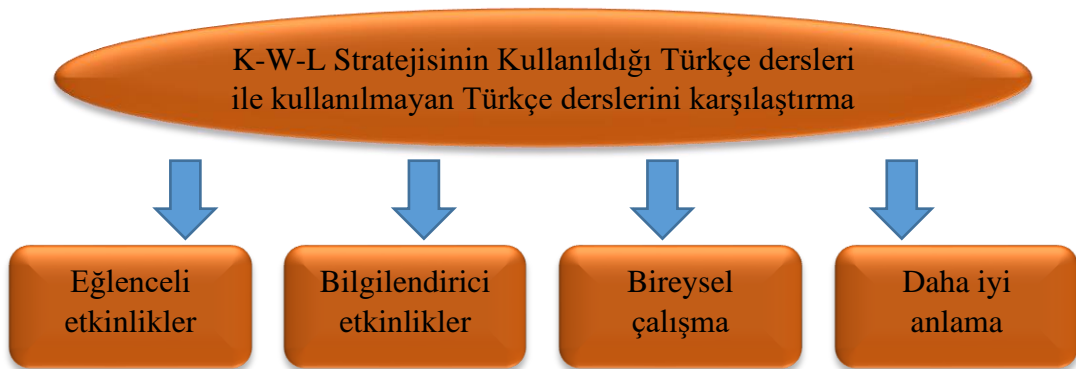 K-W-L Stratejisinin Kullanıldığı Türkçe dersleri
ile kullanılmayan Türkçe derslerini karşılaştırma
Eğlenceli
etkinlikler
Bilgilendirici
etkinlikler
Bireysel
çalışma
Daha iyi
anlama